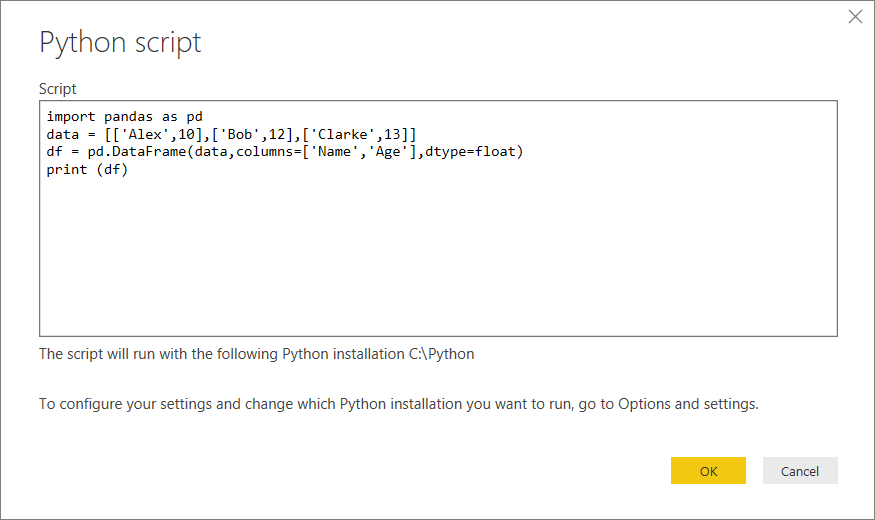 Python script
Script
import pandas as pd
data = [['Alex',10],['Bob',12],['Clarke',13]]
df = pd.DataFrame(data,columns=['Name','Age'],dtype=float)
print (df)
The script will run with the following Python installation C:\Python
To configure your settings and change which Python installation you want to run, go to Options and settings.
OK
Cancel